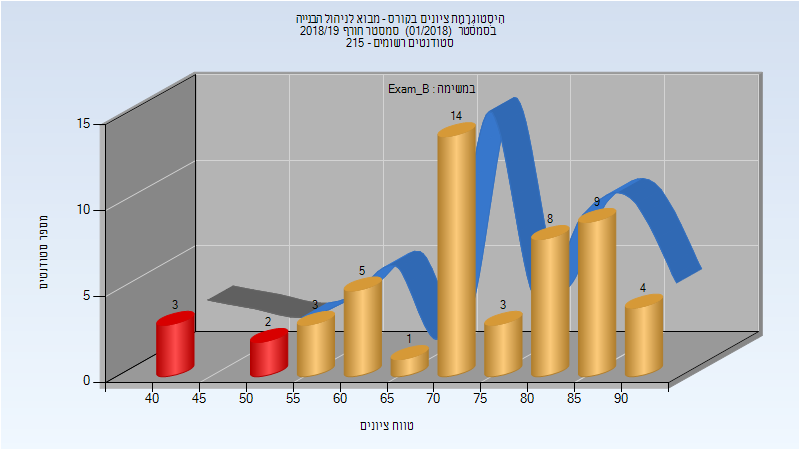 היסטוגרמת ציונים בקורס - מבוא לניהול הבנייה
בסמסטר (01/2018) סמסטר חורף 2018/19
סטודנטים רשומים - 215
במשימה : Exam_B
מספר סטודנטים
15
10
5
0
3
2
3
5
1
14
3
8
9
4
40 45 50 55 60 65 70 75 80 85 90
טווח ציונים